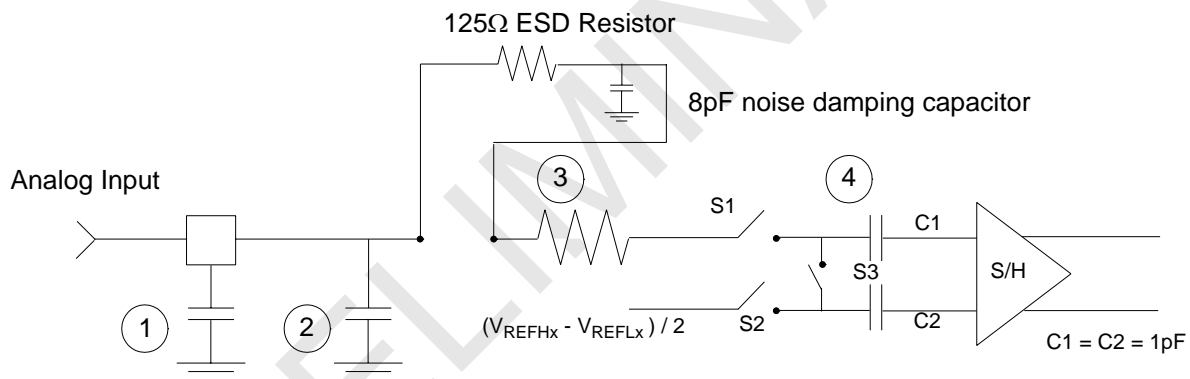 125Ω ESD Resistor
8pF noise damping capacitor
Analog Input
3
4
S1
C1
S3
S/H
1
2
(VREFHx - VREFLx) / 2
S2
C2
C1 = C2 = 1pF